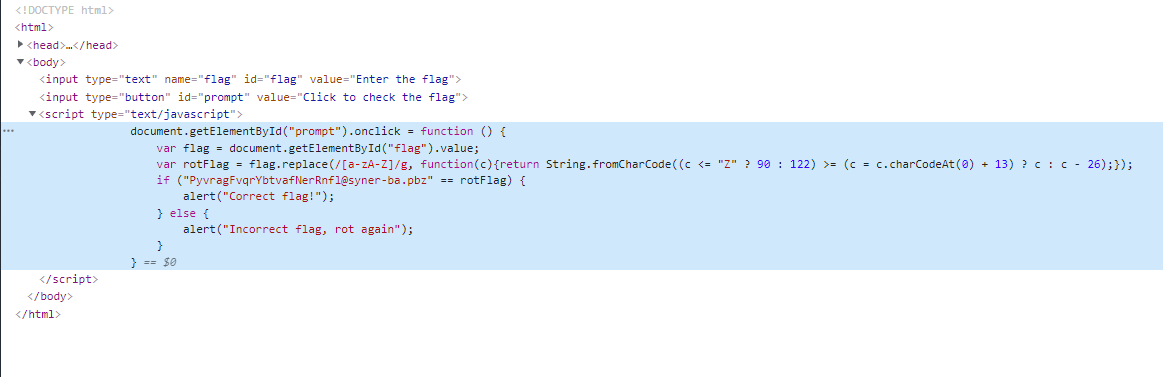 <!DOCTYPE html>
<html>
<head>…</head>
<body>
<input type="text" name="flag" id="flag" value="Enter the flag">
<input type="button" id="prompt" value="Click to check the flag">
<script type="text/javascript">
document.getElementById("prompt").onclick = function () {
var flag = document.getElementById("flag").value;
var rotFlag = flag.replace(/[a-zA-Z]/g, function(c){return String.fromCharCode((c <= "Z" ? 90 : 122) >= (c = c.charCodeAt(0) + 13) ? c : c - 26);});
if ("PyvragFvqrYbtvafNerRnfl@syner-ba.pbz" == rotFlag) {
alert("Correct flag!");
} else {
alert("Incorrect flag, rot again");
}
} == $0
</script>
</body>
</html>